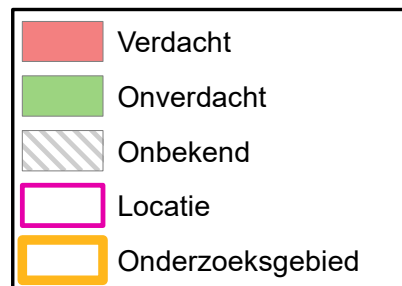 Verdacht
Onverdacht
Onbekend
Locatie
Onderzoeksgebied